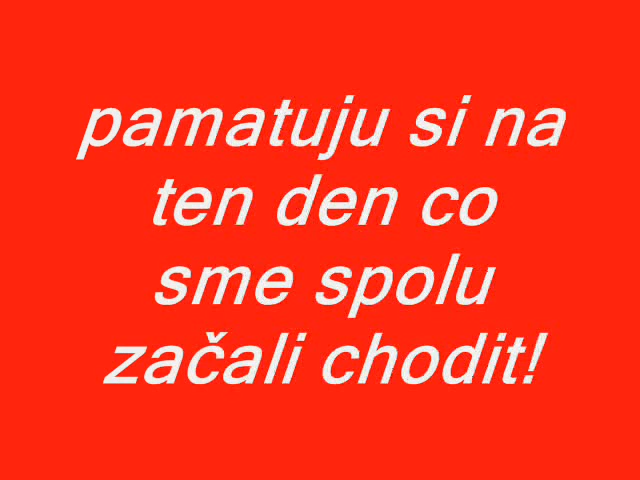 pamatuju si na
ten den co
sme spolu
začali chodit!